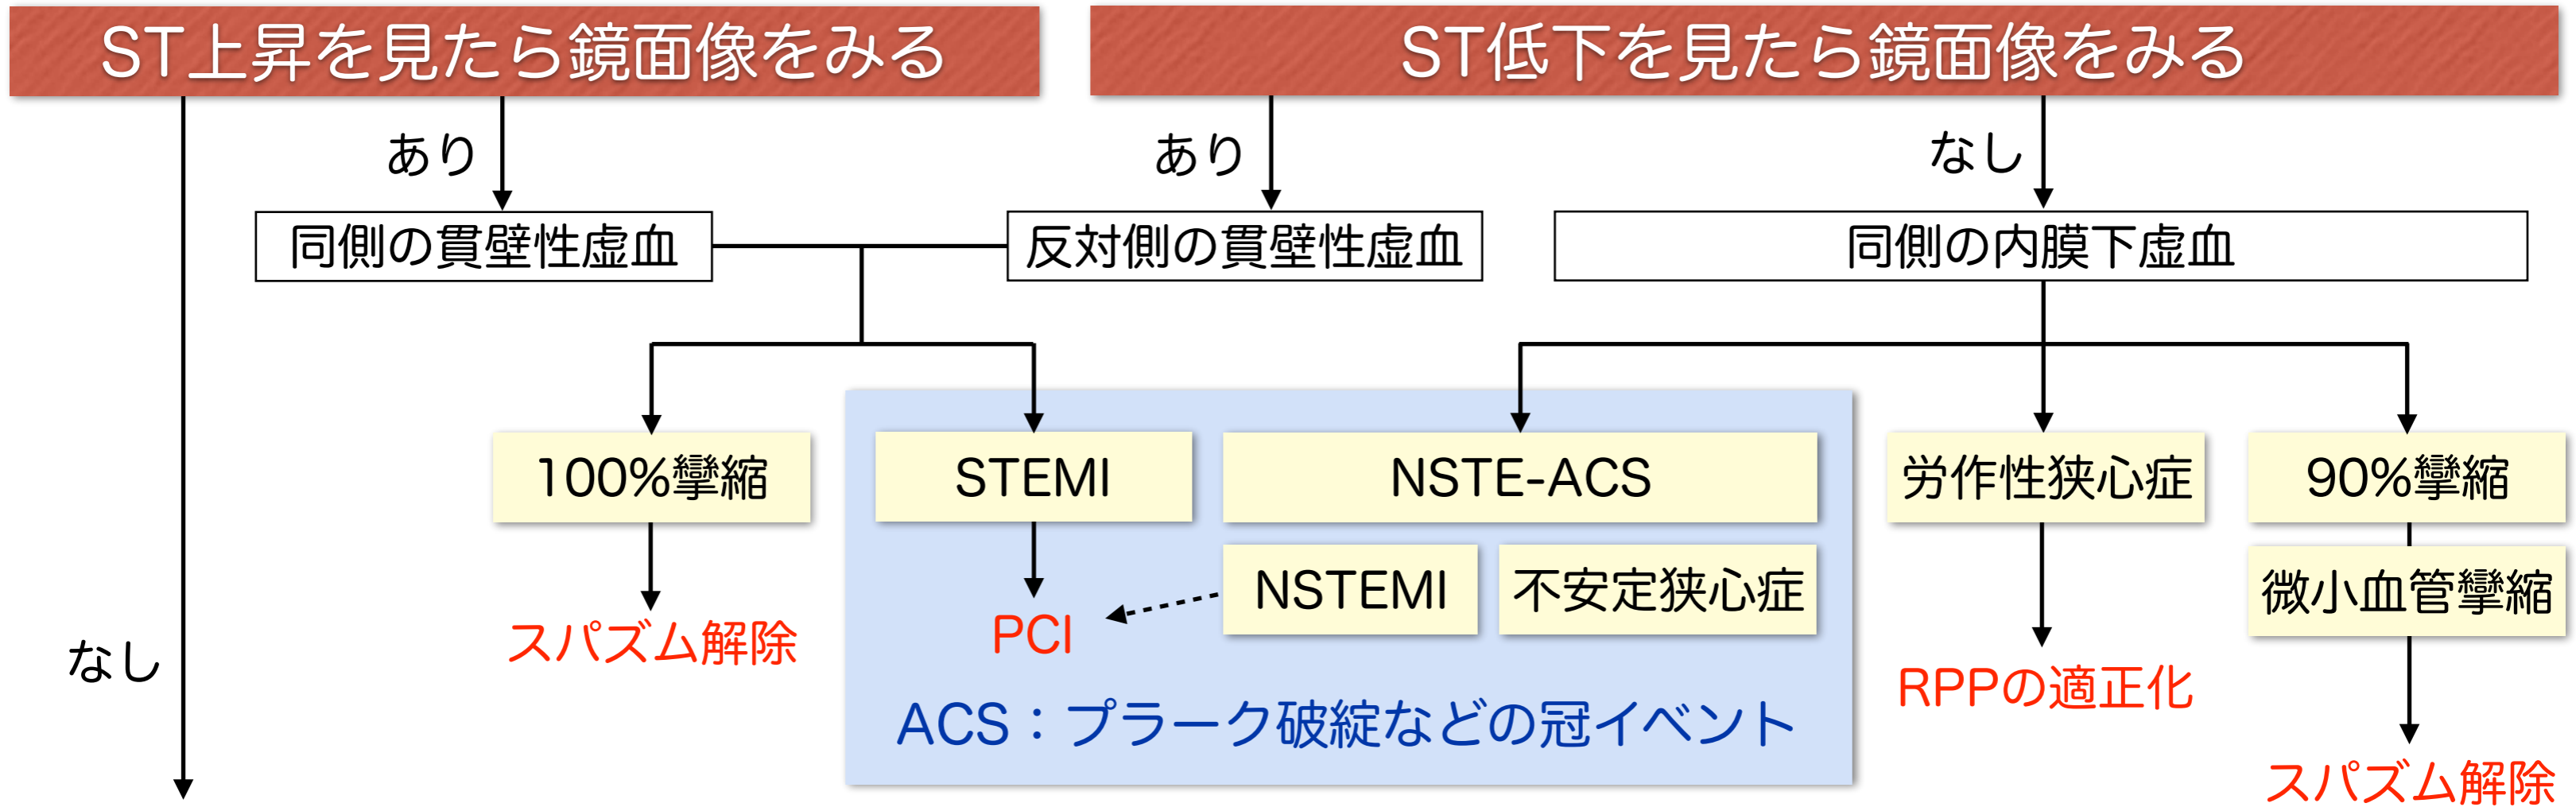 ST上昇を見たら鏡面像をみる
ST低下を見たら鏡面像をみる
あり
あり
なし
同側の貫壁性虚血
反対側の貫壁性虚血
同側の内膜下虚血
100%攣縮
STEMI
NSTE-ACS
労作性狭心症
90%攣縮
NSTEMI
不安定狭心症
微小血管攣縮
スパズム解除
PCI
なし
RPPの適正化
ACS：プラーク破綻などの冠イベント
スパズム解除